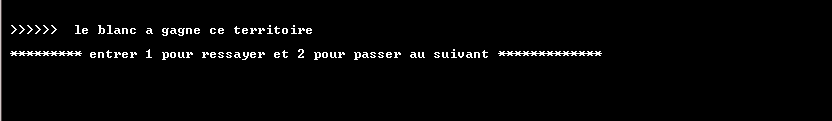 >>>>>>  le blanc a gagne ce territoire
********* entrer 1 pour ressayer et 2 pour passer au suivant *************